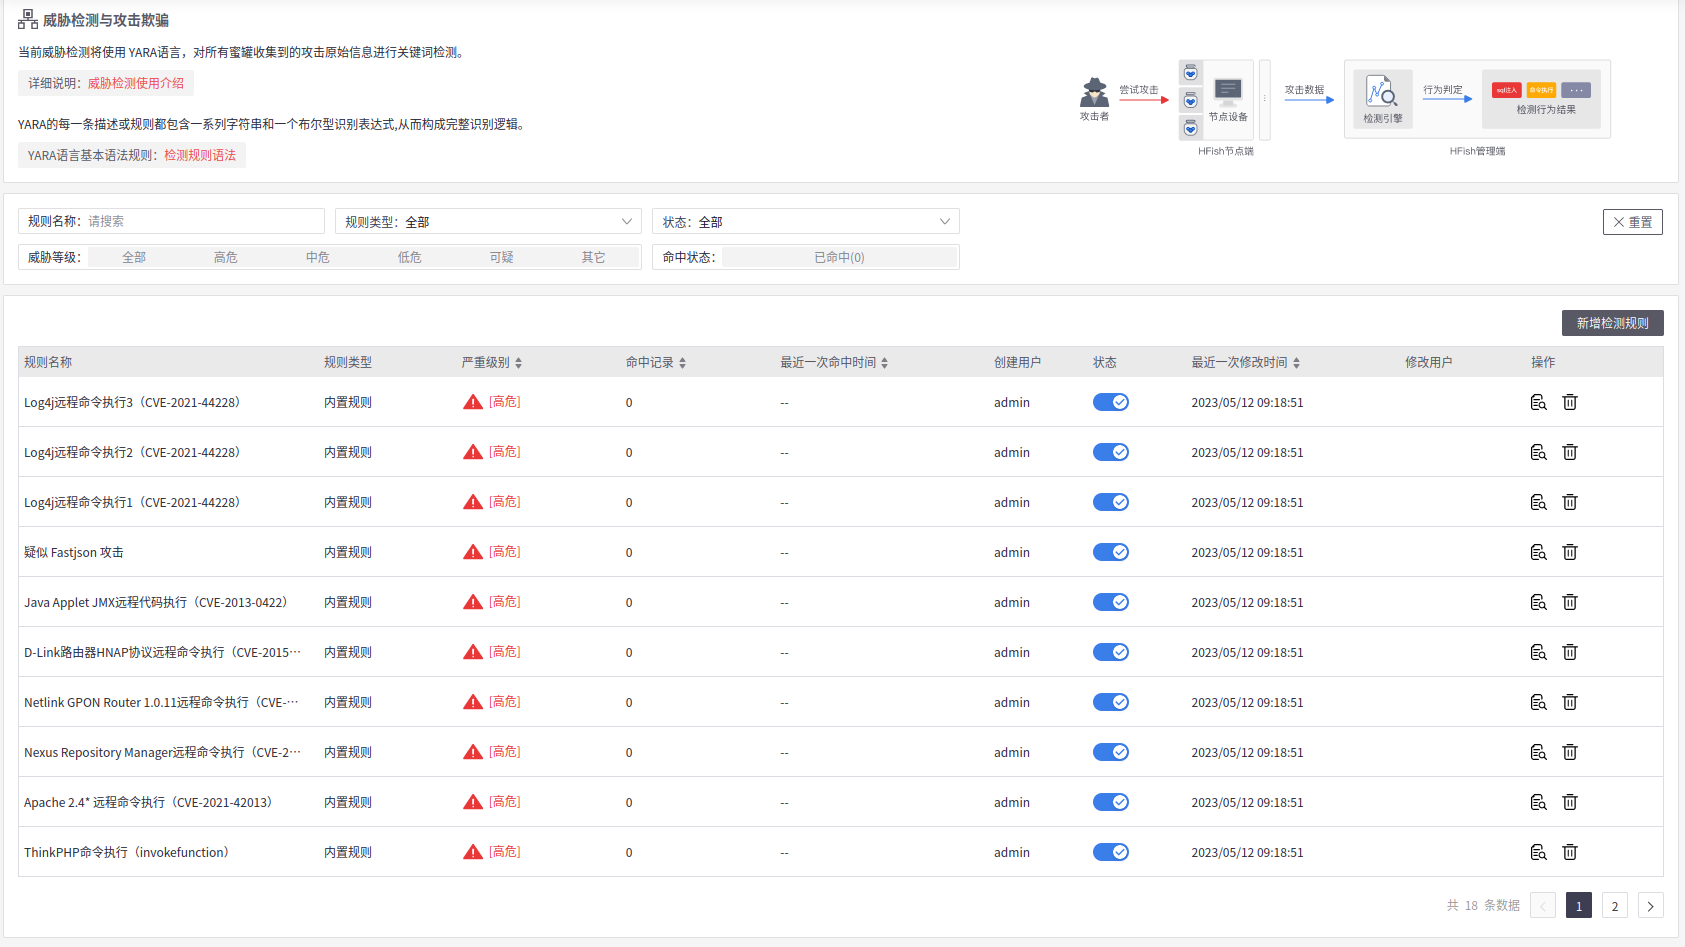 威胁检测与攻击欺骗
当前威胁检测将使用 YARA语言，对所有蜜罐收集到的攻击原始信息进行关键词检测。
详细说明：威胁检测使用介绍
YARA的每一条描述或规则都包含一系列字符串和一个布尔型识别表达式,从而构成完整识别逻辑。
YARA语言基本语法规则：检测规则语法
攻击者
尝试攻击
节点设备
HFish节点端
攻击数据
检测引擎
行为判定
sql注入 命令执行 ···
检测行为结果
HFish管理端
规则名称：请搜索 规则类型：全部 状态：全部 重置
威胁等级： 全部 高危 中危 低危 可疑 其它 命中状态： 已命中(0)
新增检测规则
规则名称 规则类型 严重级别 命中记录 最近一次命中时间 创建用户 状态 最近一次修改时间 修改用户 操作
Log4j远程命令执行3（CVE-2021-44228） 内置规则 [高危] 0 -- admin 2023/05/12 09:18:51
Log4j远程命令执行2（CVE-2021-44228） 内置规则 [高危] 0 -- admin 2023/05/12 09:18:51
Log4j远程命令执行1（CVE-2021-44228） 内置规则 [高危] 0 -- admin 2023/05/12 09:18:51
疑似 Fastjson 攻击 内置规则 [高危] 0 -- admin 2023/05/12 09:18:51
Java Applet JMX远程代码执行（CVE-2013-0422） 内置规则 [高危] 0 -- admin 2023/05/12 09:18:51
D-Link路由器HNAP协议远程命令执行（CVE-2015··· 内置规则 [高危] 0 -- admin 2023/05/12 09:18:51
Netlink GPON Router 1.0.11远程命令执行（CVE-··· 内置规则 [高危] 0 -- admin 2023/05/12 09:18:51
Nexus Repository Manager远程命令执行（CVE-2··· 内置规则 [高危] 0 -- admin 2023/05/12 09:18:51
Apache 2.4* 远程命令执行（CVE-2021-42013） 内置规则 [高危] 0 -- admin 2023/05/12 09:18:51
ThinkPHP命令执行（invokefunction） 内置规则 [高危] 0 -- admin 2023/05/12 09:18:51
共 18 条数据 < 1 2 >